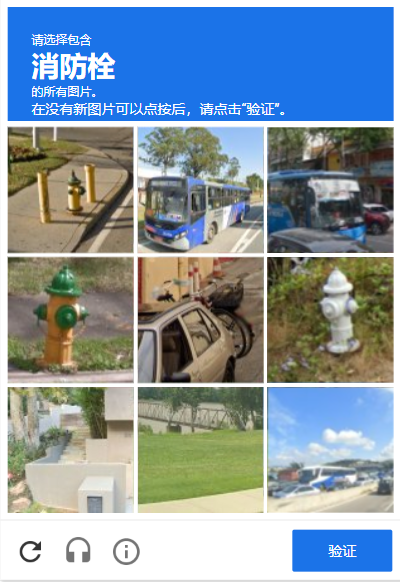 请选择包含
消防栓
的所有图片。
在没有新图片可以点按后，请点击“验证”。
验证